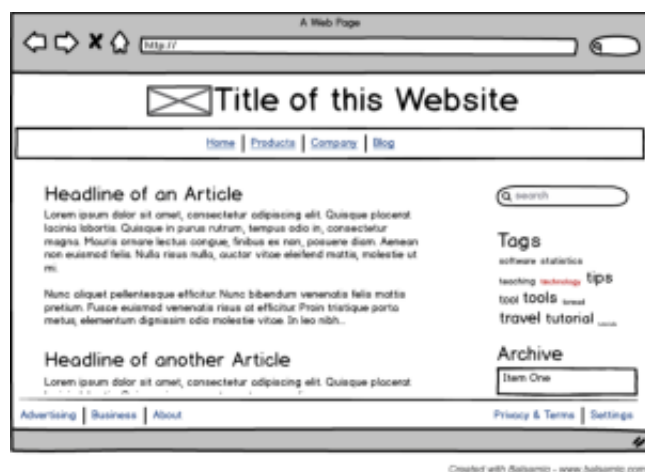 A Web Page
http://
Title of this Website
Home | Products | Company | Blog
Headline of an Article
Lorem ipsum dolor sit amet, consectetur adipiscing elit. Quisque placerat
lacinia lobortis. Quisque in purus rutrum, tempus odio in, consectetur
magna. Mauris ornare lectus congue, finibus ex non, posuere diam. Aenean
non euismod felis. Nulla risus nulla, auctor vitae eleifend mattis, molestie ut
mi.
Nunc aliquet pellentesque efficitur. Nunc bibendum venenatis felis mattis
pretium. Fusce euismod venenatis risus at efficitur. Proin tristique porta
metus, elementum dignissim odio molestie vitae. In leo nibh...
Headline of another Article
Lorem ipsum dolor sit amet, consectetur adipiscing elit. Quisque placerat
search
Tags
software statistics
teaching technology tips
tool tools
travel tutorial
Archive
Item One
Advertising | Business | About
Privacy & Terms | Settings
Created with Balsamiq - www.balsamiq.com